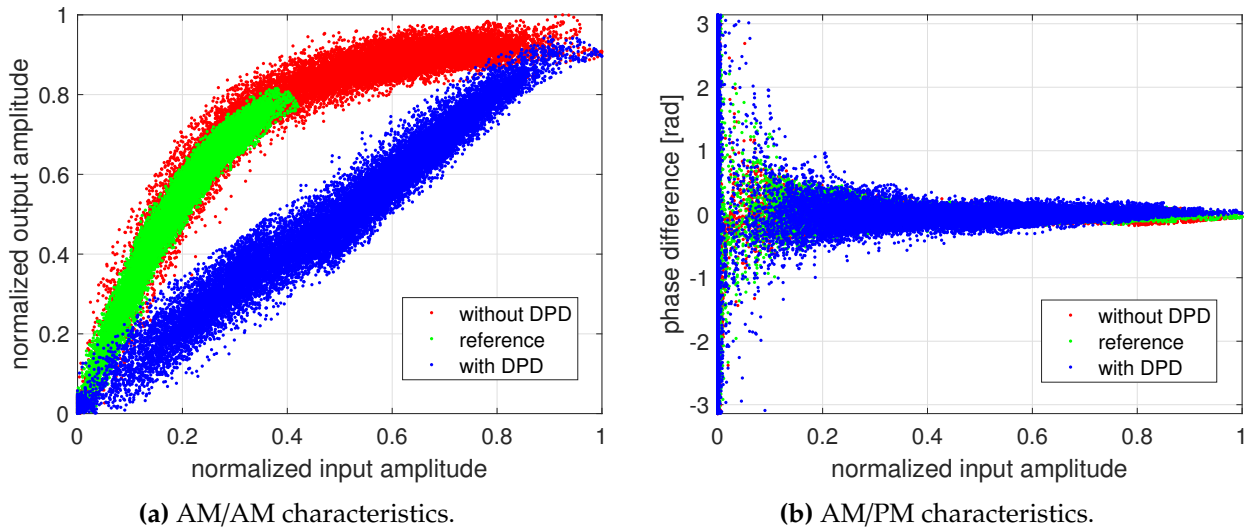 1
0.8
0.6
0.4
0.2
0
normalized output amplitude
without DPD
reference
with DPD
0 0.2 0.4 0.6 0.8 1
normalized input amplitude
(a) AM/AM characteristics.
3
2
1
0
-1
-2
-3
phase difference [rad]
without DPD
reference
with DPD
0 0.2 0.4 0.6 0.8 1
normalized input amplitude
(b) AM/PM characteristics.